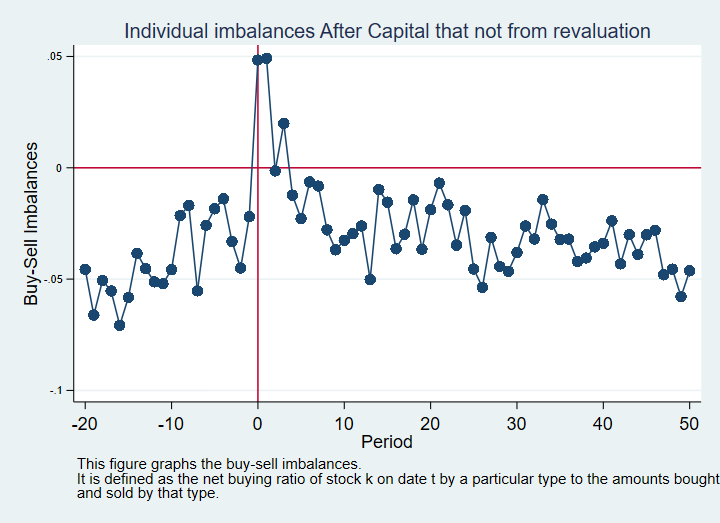 Individual imbalances After Capital that not from revaluation
Buy-Sell Imbalances
.05
0
-.05
-.1
-20 -10 0 10 20 30 40 50
Period
This figure graphs the buy-sell imbalances.
It is defined as the net buying ratio of stock k on date t by a particular type to the amounts bought
and sold by that type.